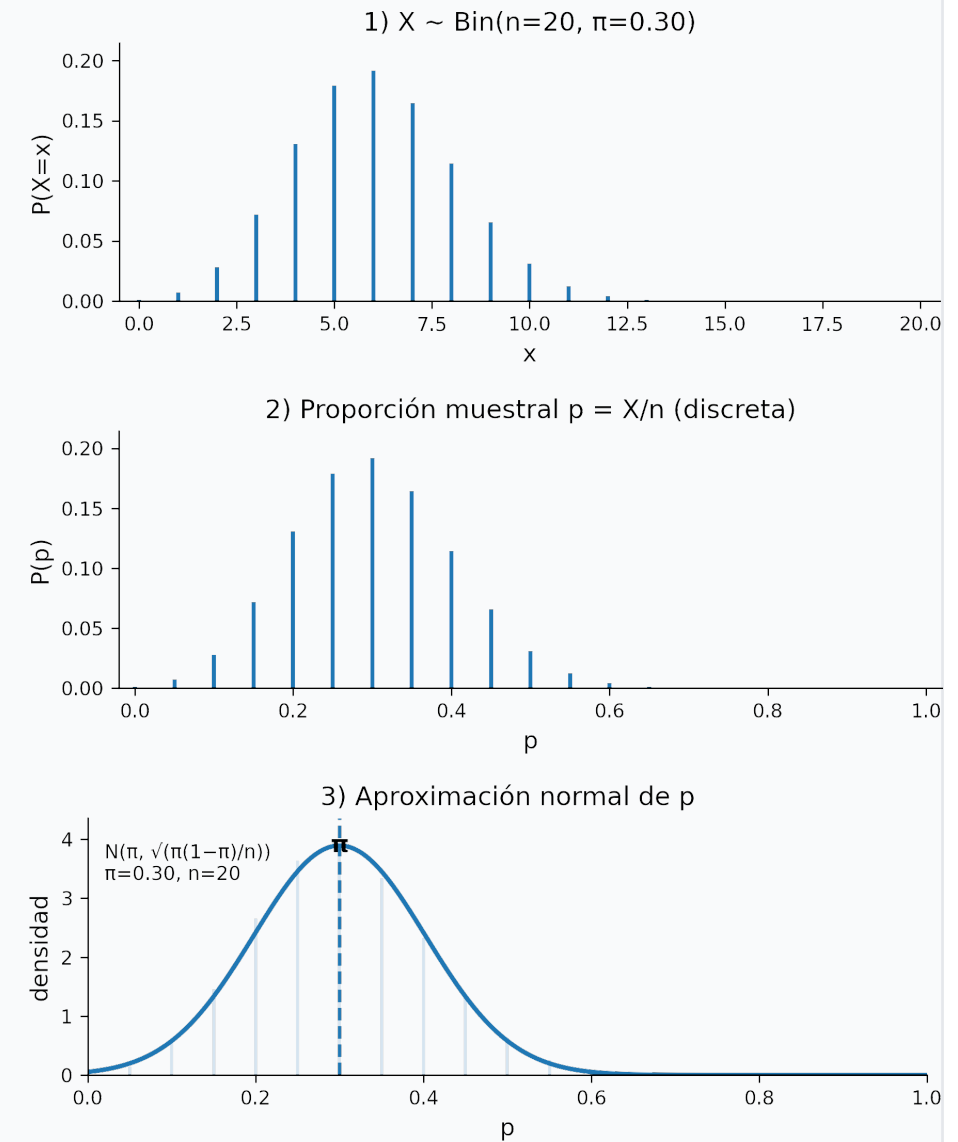 1) X ~ Bin(n=20, π=0.30)
0.20
0.15
0.10
0.05
0.00
P(X=x)
0.0 2.5 5.0 7.5 10.0 12.5 15.0 17.5 20.0
x
2) Proporción muestral p = X/n (discreta)
0.20
0.15
0.10
0.05
0.00
P(p)
0.0 0.2 0.4 0.6 0.8 1.0
p
3) Aproximación normal de p
4
3
2
1
0
densidad
π
N(π, √(π(1−π)/n))
π=0.30, n=20
0.0 0.2 0.4 0.6 0.8 1.0
p